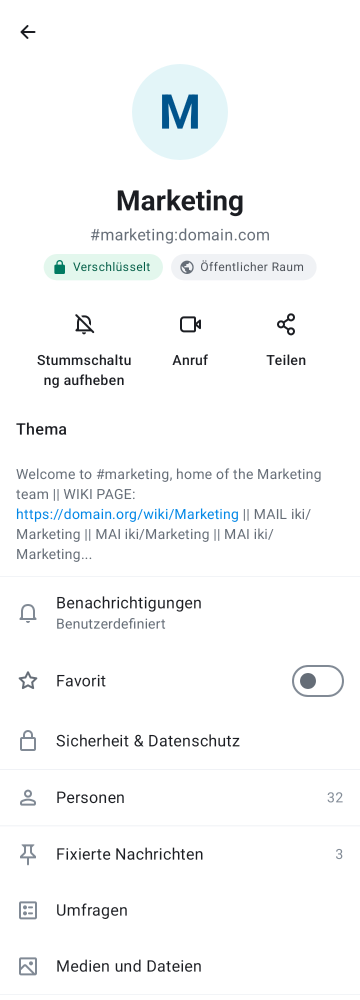 M
Marketing
#marketing:domain.com
Verschlüsselt
Öffentlicher Raum
Stummschaltu
ng aufheben
Anruf
Teilen
Thema
Welcome to #marketing, home of the Marketing
team || WIKI PAGE:
https://domain.org/wiki/Marketing || MAIL iki/
Marketing || MAI iki/Marketing || MAI iki/
Marketing...
Benachrichtigungen
Benutzerdefiniert
Favorit
Sicherheit & Datenschutz
Personen 32
Fixierte Nachrichten 3
Umfragen
Medien und Dateien